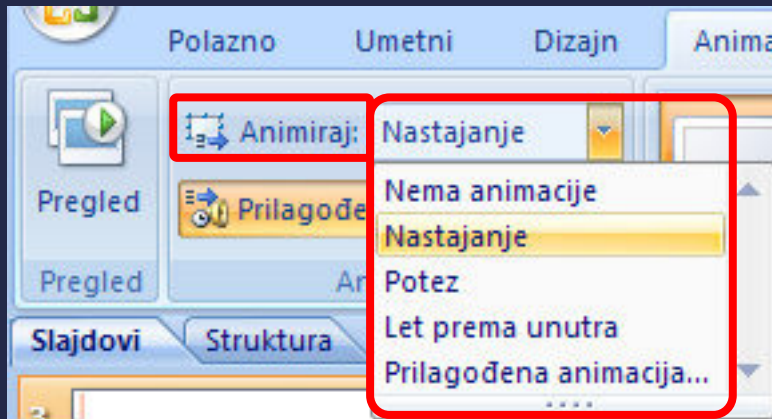 Polazno Umetni Dizajn Anima
Animiraj: Nastajanje
Pregled Prilagođe
Nema animacije
Nastajanje
Potez
Let prema unutra
Prilagođena animacija...
Pregled An
Slajdovi Struktura
3